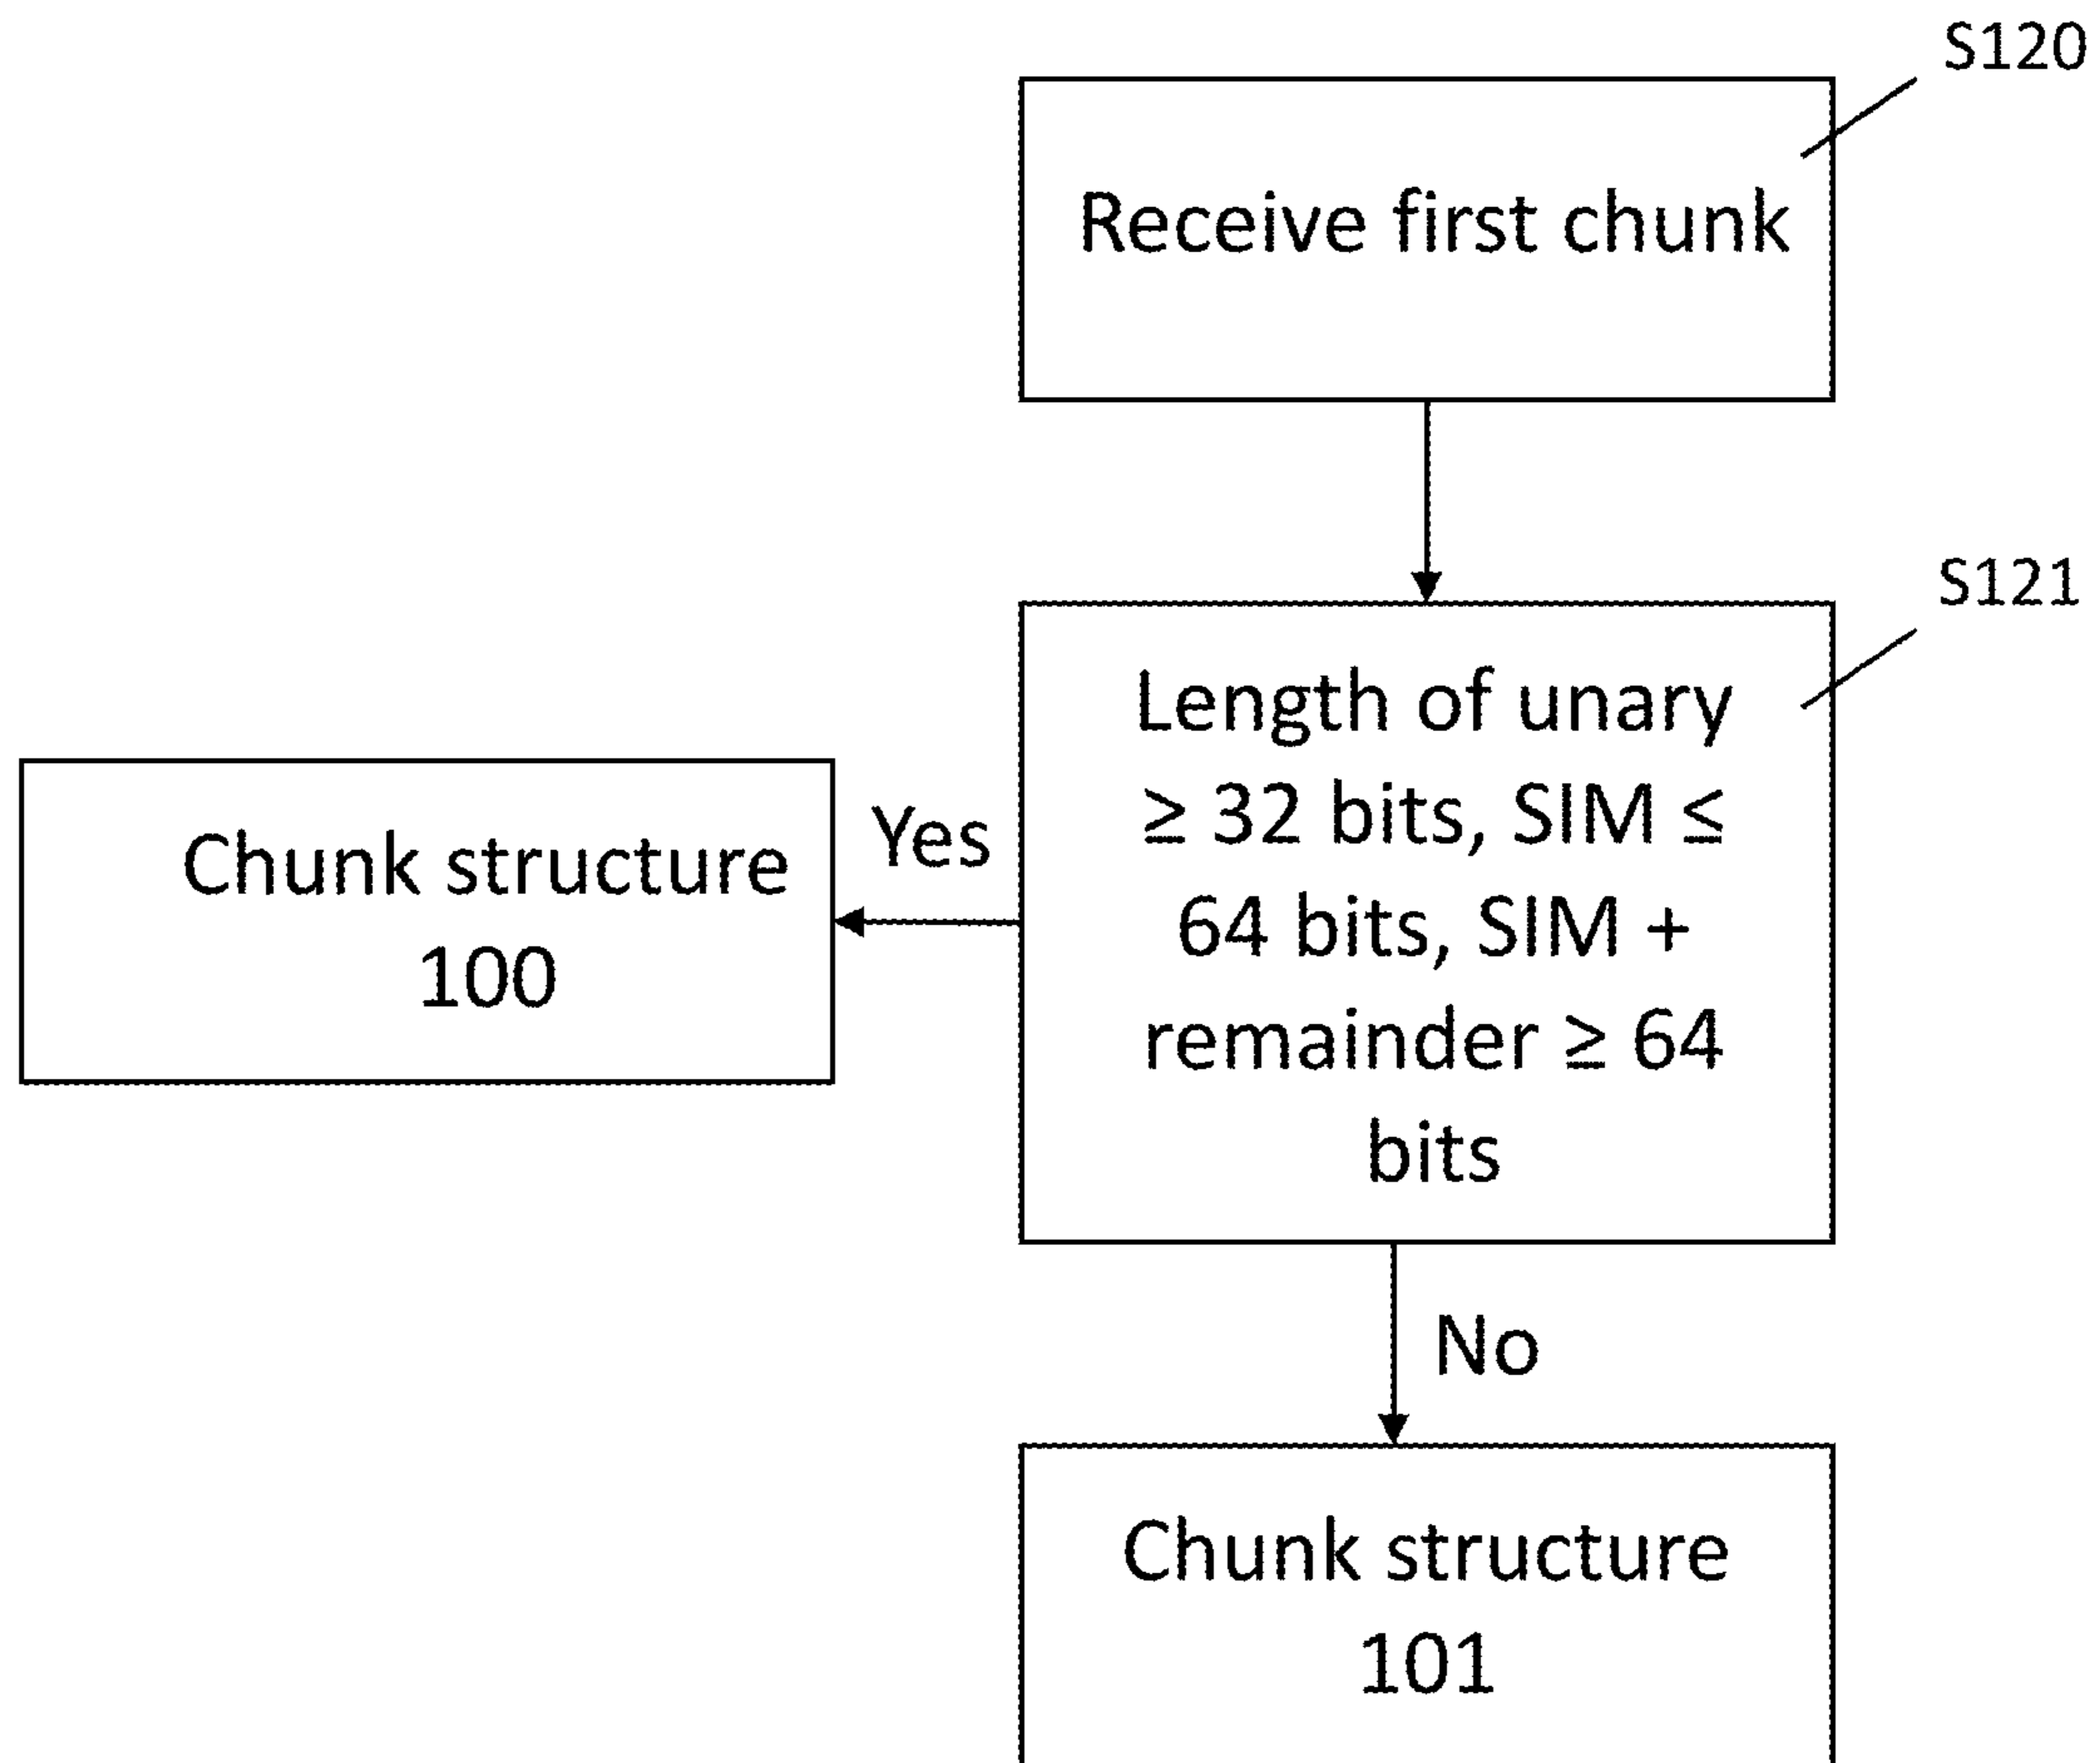 S120
Receive first chunk
S121
Length of unary
≥ 32 bits, SIM ≤
64 bits, SIM +
remainder ≥ 64
bits
Yes
Chunk structure
100
No
Chunk structure
101